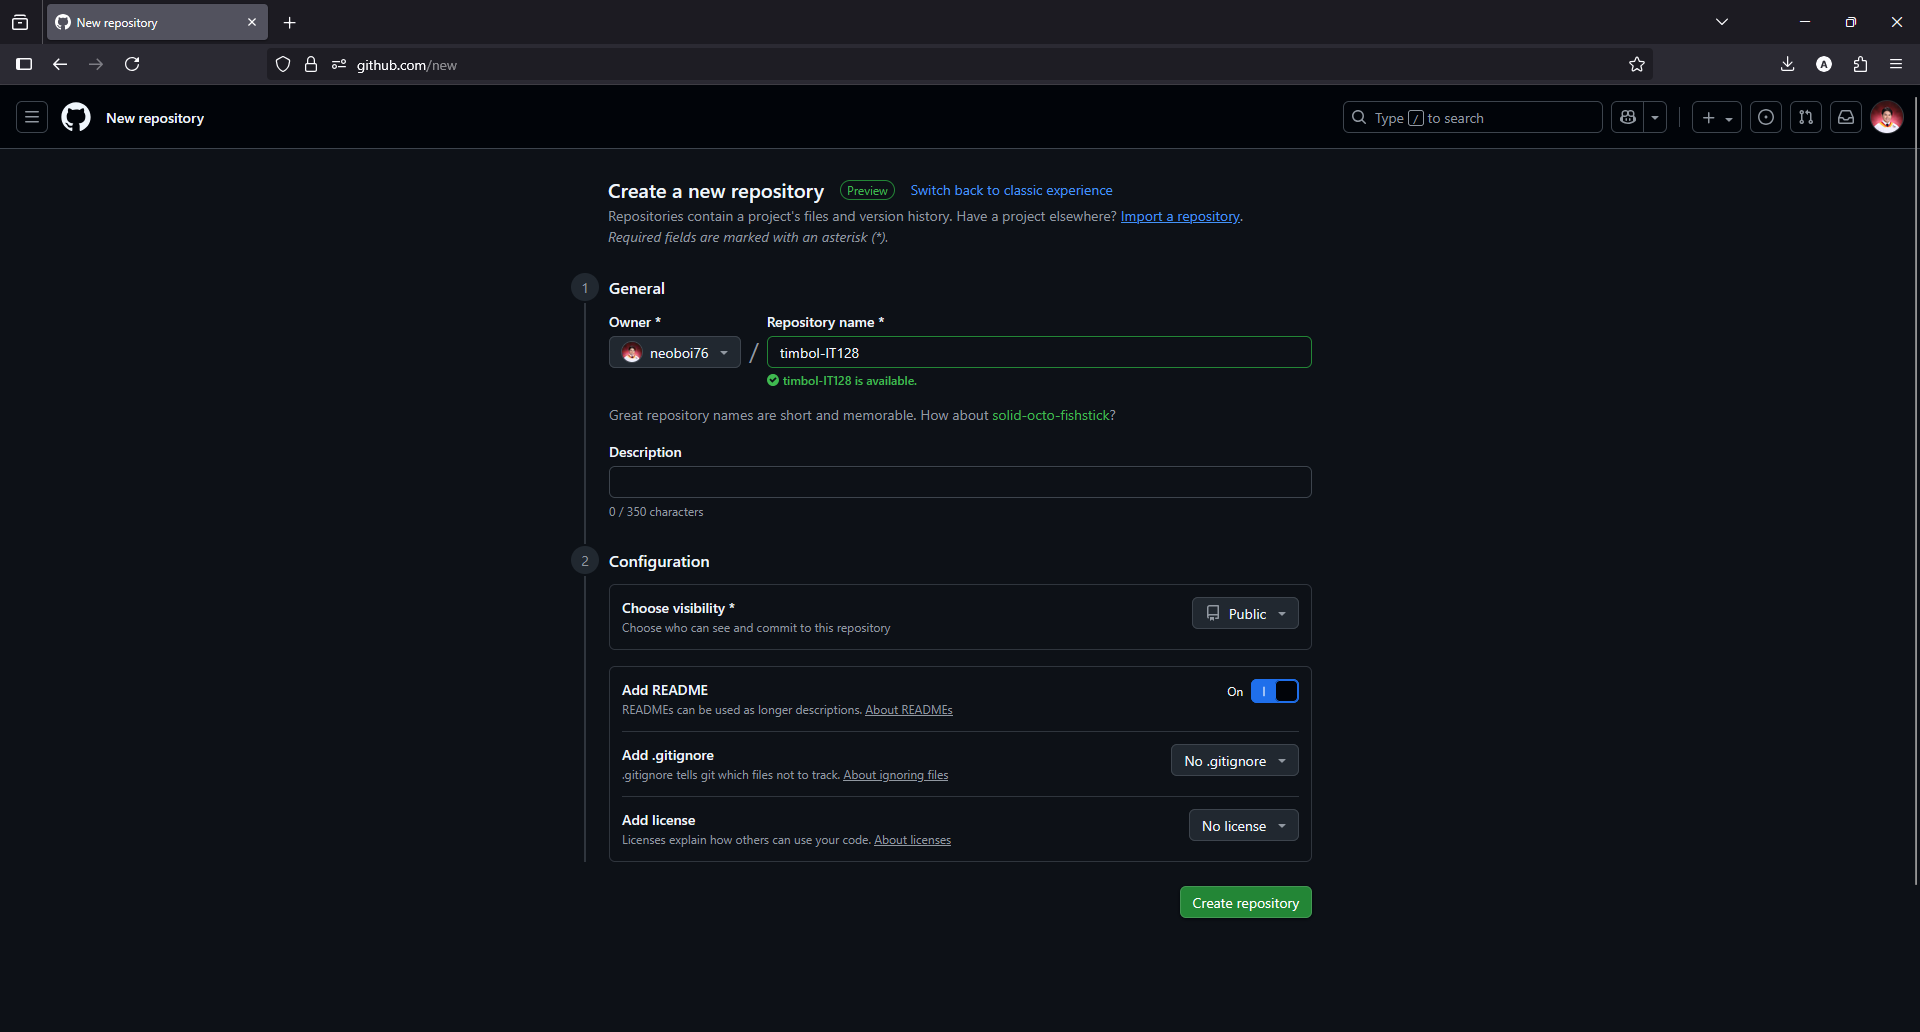 New repository
github.com/new
New repository
Type / to search
Create a new repository Preview Switch back to classic experience
Repositories contain a project's files and version history. Have a project elsewhere? Import a repository.
Required fields are marked with an asterisk (*).
1 General
Owner * Repository name *
neoboi76 / timbol-IT128
timbol-IT128 is available.
Great repository names are short and memorable. How about solid-octo-fishstick?
Description
0 / 350 characters
2 Configuration
Choose visibility * Public
Choose who can see and commit to this repository
Add README On
READMEs can be used as longer descriptions. About READMEs
Add .gitignore No .gitignore
.gitignore tells git which files not to track. About ignoring files
Add license No license
Licenses explain how others can use your code. About licenses
Create repository